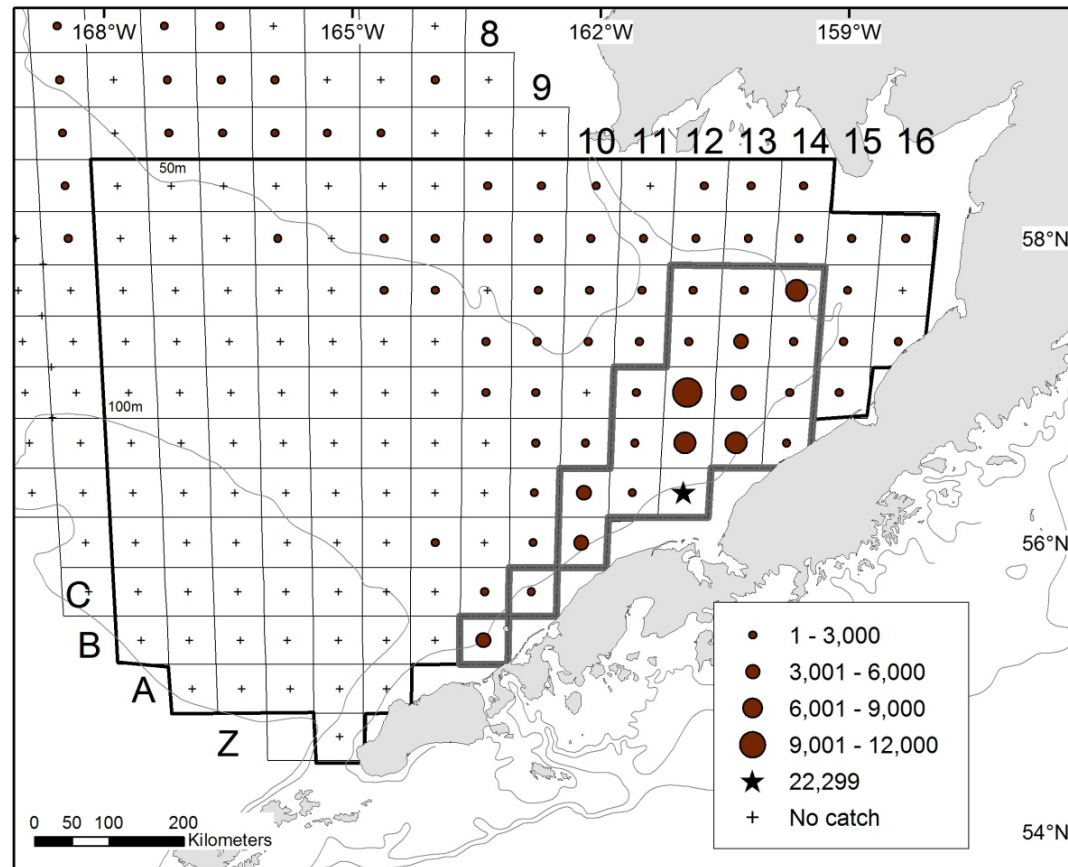 168°W 165°W 162°W 159°W
8
9
10 11 12 13 14 15 16
50m
58°N
100m
56°N
C
B
A
Z
1 - 3,000
3,001 - 6,000
6,001 - 9,000
9,001 - 12,000
22,299
No catch
0 50 100 200
Kilometers
54°N